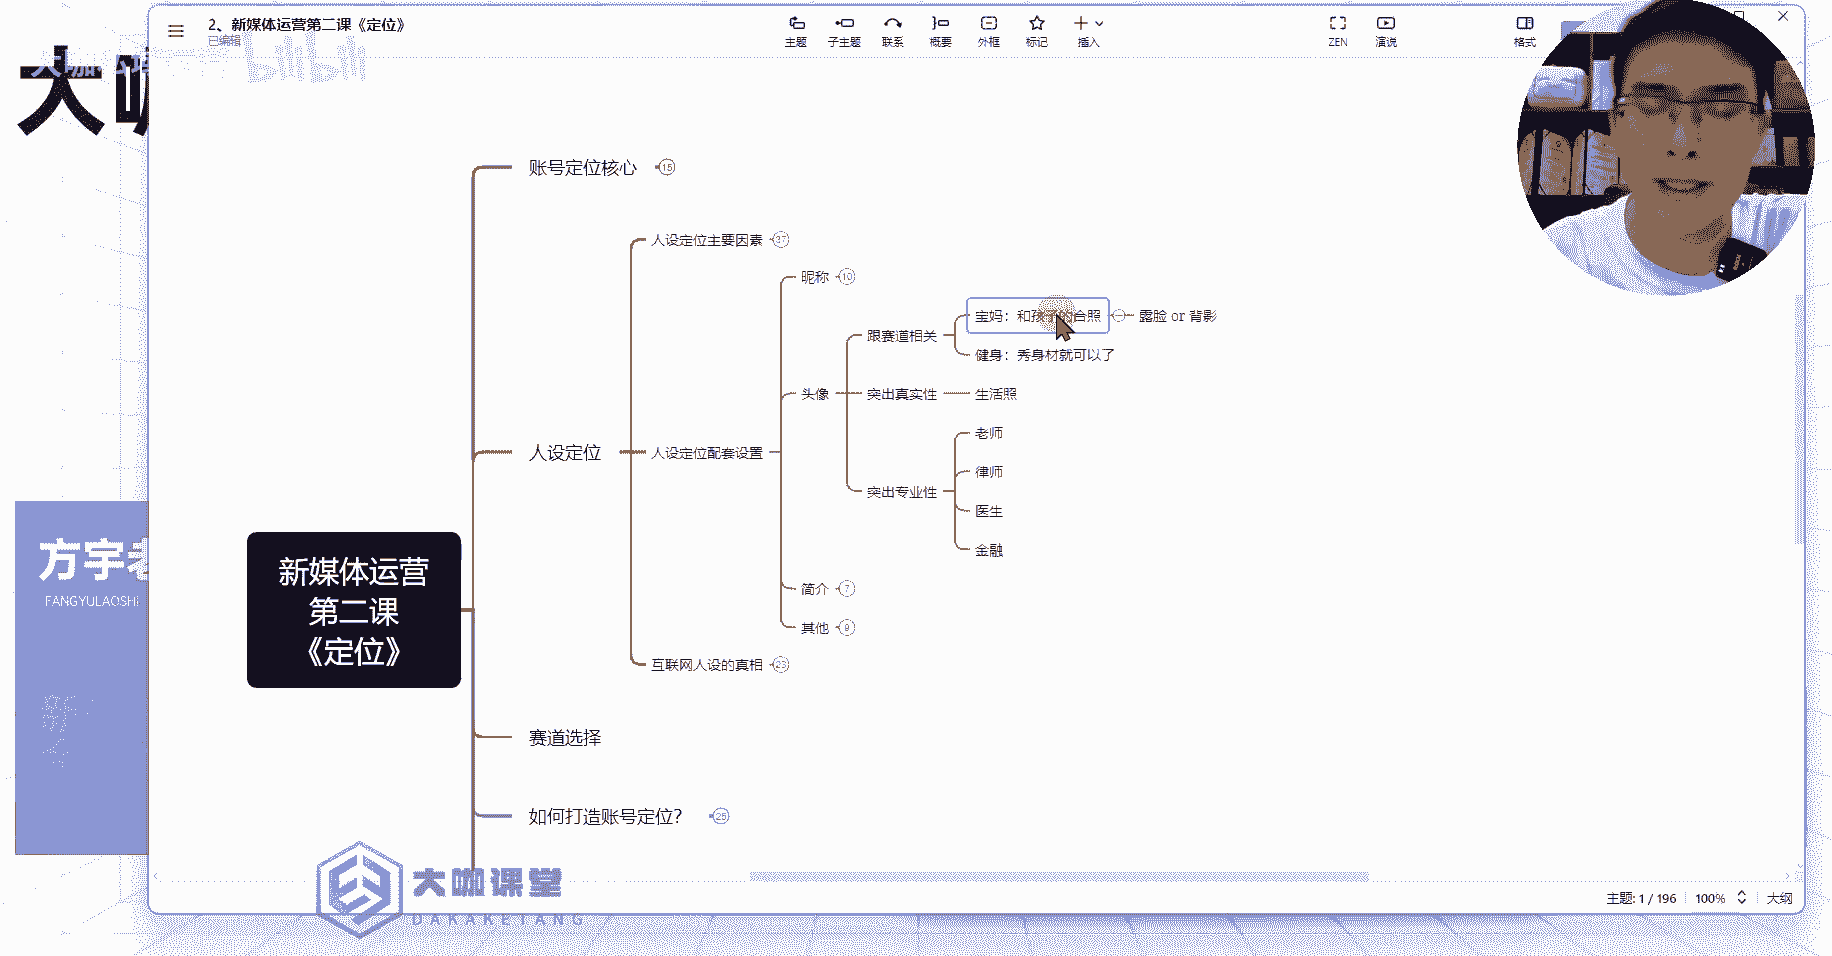 2、新媒体运营第二课《定位》
已编辑
主题
子主题
联系
概要
外框
标记
插入
ZEN
演说
格式
大咖
bilibili
账号定位核心
15
人设定位主要因素
37
昵称
10
宝妈：和孩子的合照
露脸 or 背影
跟赛道相关
健身：秀身材就可以了
头像
突出真实性
生活照
老师
人设定位
人设定位配套设置
律师
突出专业性
医生
金融
方宇老
FANGYULAOSHI
新媒体运营
第二课
《定位》
简介
7
其他
9
互联网人设的真相
23
赛道选择
如何打造账号定位？
25
大咖课堂
DAKAKETANG
主题: 1 / 196
100%
大纲